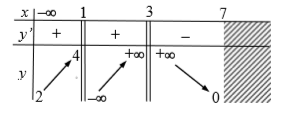 x −∞ 1 3 7
y' + + −
4 +∞ +∞
y
2 −∞ 0